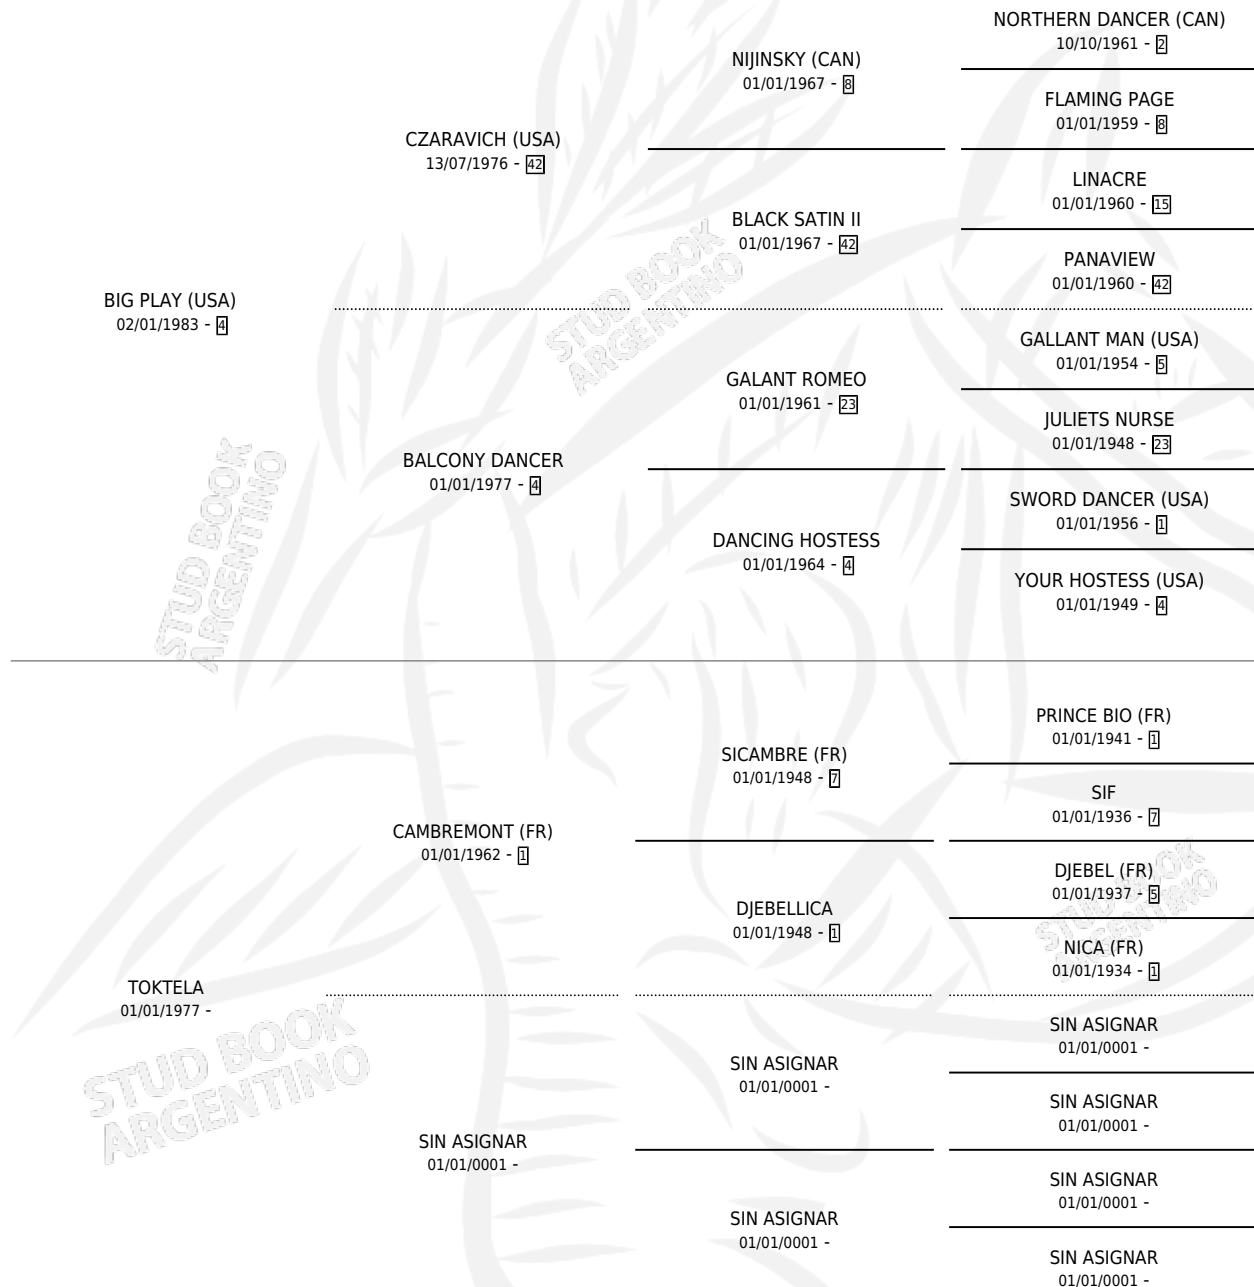 NORTHERN DANCER (CAN)
10/10/1961 - 2
NIJINSKY (CAN)
01/01/1967 - 8
FLAMING PAGE
01/01/1959 - 8
CZARAVICH (USA)
13/07/1976 - 42
LINACRE
01/01/1960 - 15
BLACK SATIN II
01/01/1967 - 42
PANAVIEW
01/01/1960 - 42
BIG PLAY (USA)
02/01/1983 - 4
GALLANT MAN (USA)
01/01/1954 - 5
GALANT ROMEO
01/01/1961 - 23
JULIETS NURSE
01/01/1948 - 23
BALCONY DANCER
01/01/1977 - 4
SWORD DANCER (USA)
01/01/1956 - 1
DANCING HOSTESS
01/01/1964 - 4
YOUR HOSTESS (USA)
01/01/1949 - 4
PRINCE BIO (FR)
01/01/1941 - 1
SICAMBRE (FR)
01/01/1948 - 7
SIF
01/01/1936 - 7
CAMBREMONT (FR)
01/01/1962 - 1
DJEBEL (FR)
01/01/1937 - 5
DJEBELLICA
01/01/1948 - 1
NICA (FR)
01/01/1934 - 1
TOKTELA
01/01/1977 -
SIN ASIGNAR
01/01/0001 -
SIN ASIGNAR
01/01/0001 -
SIN ASIGNAR
01/01/0001 -
SIN ASIGNAR
01/01/0001 -
SIN ASIGNAR
01/01/0001 -
SIN ASIGNAR
01/01/0001 -
SIN ASIGNAR
01/01/0001 -
STUD BOOK
ARGENTINO
STUD BOOK
ARGENTINO
STUD BOOK
ARGENTINO
STUD BOOK
ARGENTINO